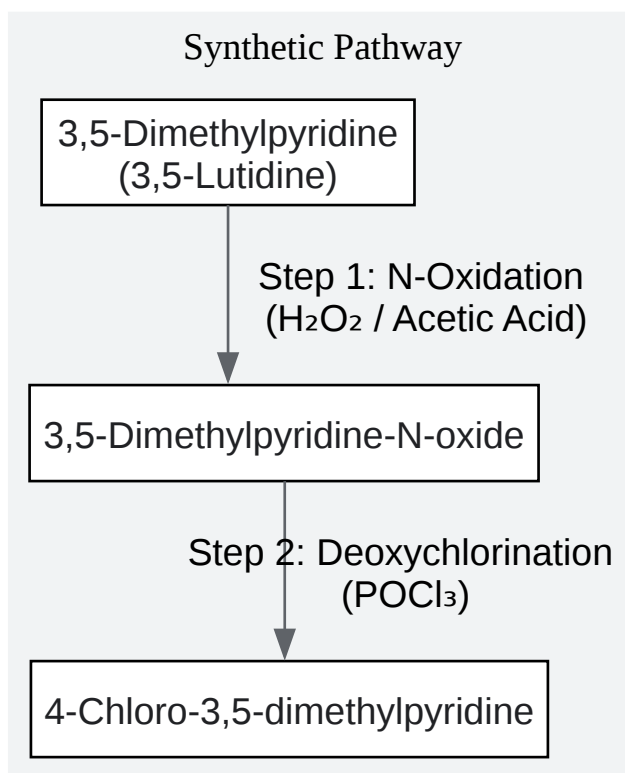 Synthetic Pathway
3,5-Dimethylpyridine
(3,5-Lutidine)
Step 1: N-Oxidation
(H₂O₂ / Acetic Acid)
3,5-Dimethylpyridine-N-oxide
Step 2: Deoxychlorination
(POCl₃)
4-Chloro-3,5-dimethylpyridine